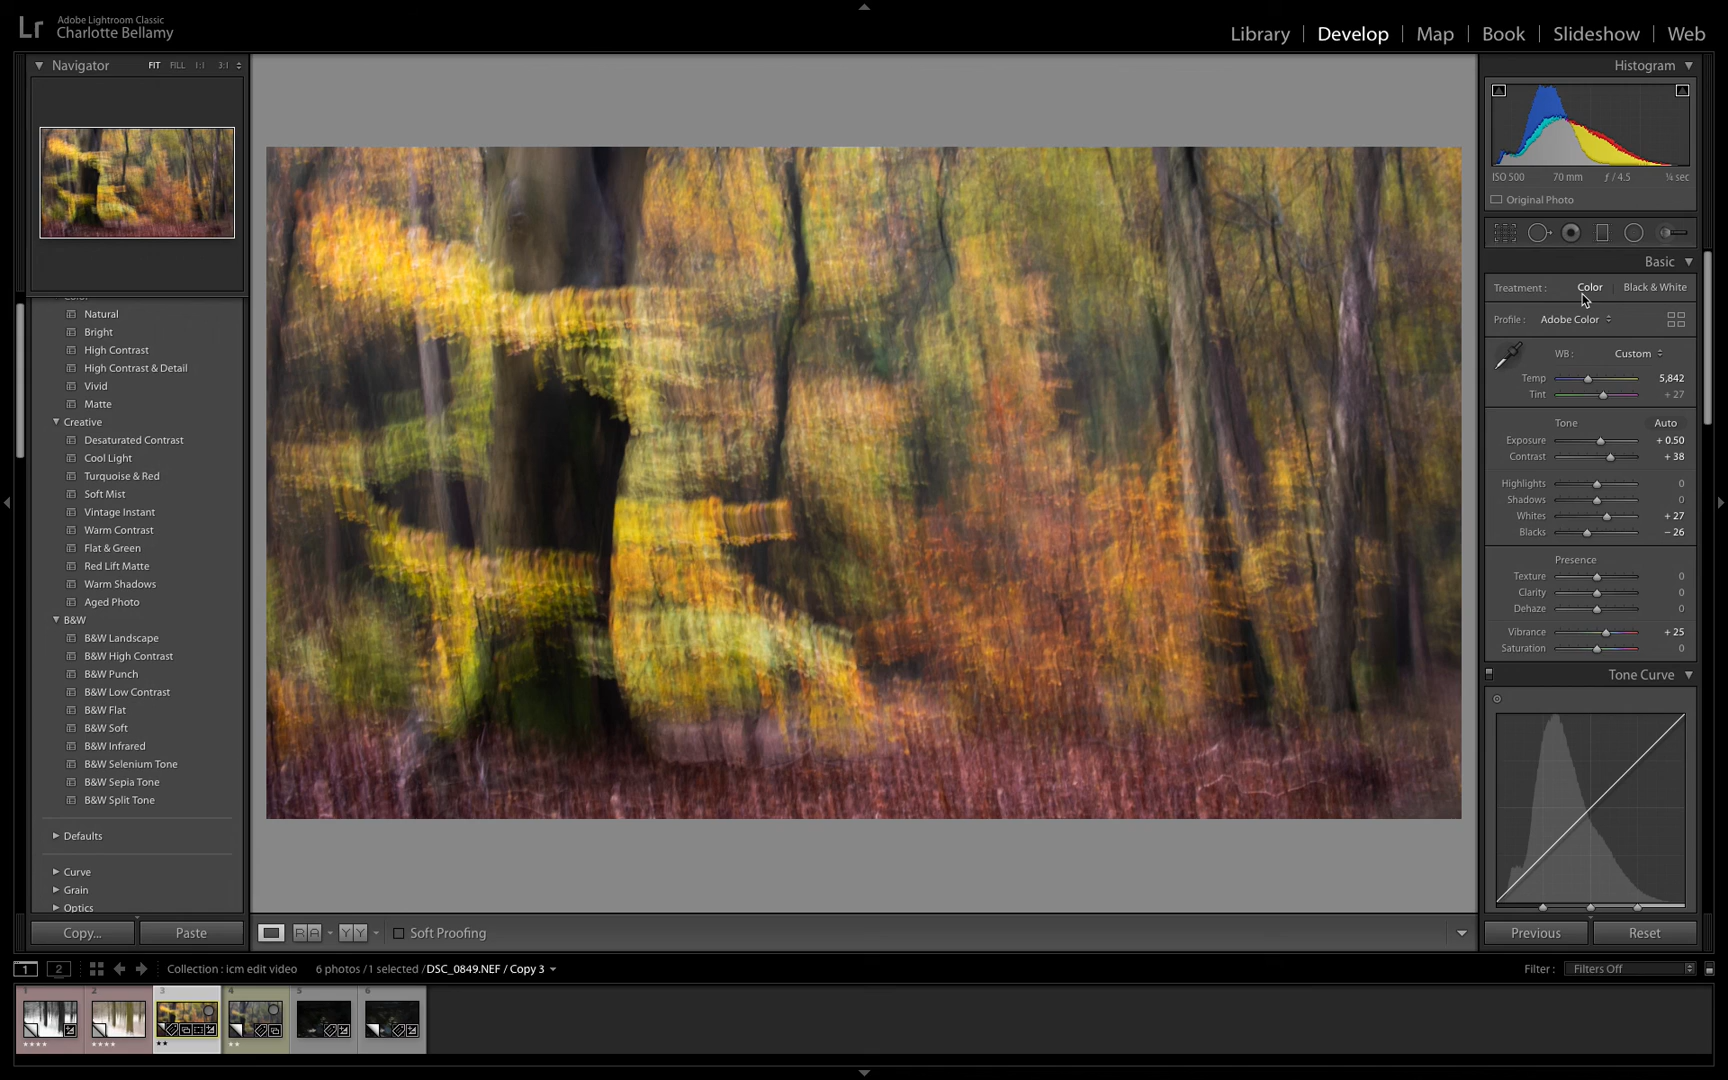 Lr
Adobe Lightroom Classic
Charlotte Bellamy
Library | Develop | Map | Book | Slideshow | Web
Navigator FIT FILL 1:1 3:1
Natural
Bright
High Contrast
High Contrast & Detail
Vivid
Matte
Creative
Desaturated Contrast
Cool Light
Turquoise & Red
Soft Mist
Vintage Instant
Warm Contrast
Flat & Green
Red Lift Matte
Warm Shadows
Aged Photo
B&W
B&W Landscape
B&W High Contrast
B&W Punch
B&W Low Contrast
B&W Flat
B&W Soft
B&W Infrared
B&W Selenium Tone
B&W Sepia Tone
B&W Split Tone
Defaults
Curve
Grain
Optics
Copy... Paste
R A Y Y Soft Proofing
Histogram
ISO 500 70 mm ƒ / 4.5 ¼ sec
Original Photo
Basic
Treatment : Color | Black & White
Profile : Adobe Color
WB : Custom
Temp 5,842
Tint + 27
Tone Auto
Exposure + 0.50
Contrast + 38
Highlights 0
Shadows 0
Whites + 27
Blacks − 26
Presence
Texture 0
Clarity 0
Dehaze 0
Vibrance + 25
Saturation 0
Tone Curve
Previous Reset
1 2 Collection : icm edit video 6 photos / 1 selected / DSC_0849.NEF / Copy 3 Filter : Filters Off
1 2 3 4 5 6